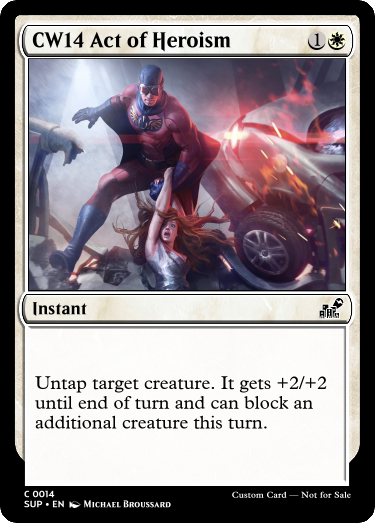 CW14 Act of Heroism 1
Instant
Untap target creature. It gets +2/+2
until end of turn and can block an
additional creature this turn.
C 0014
SUP • EN Michael Broussard
Custom Card — Not for Sale